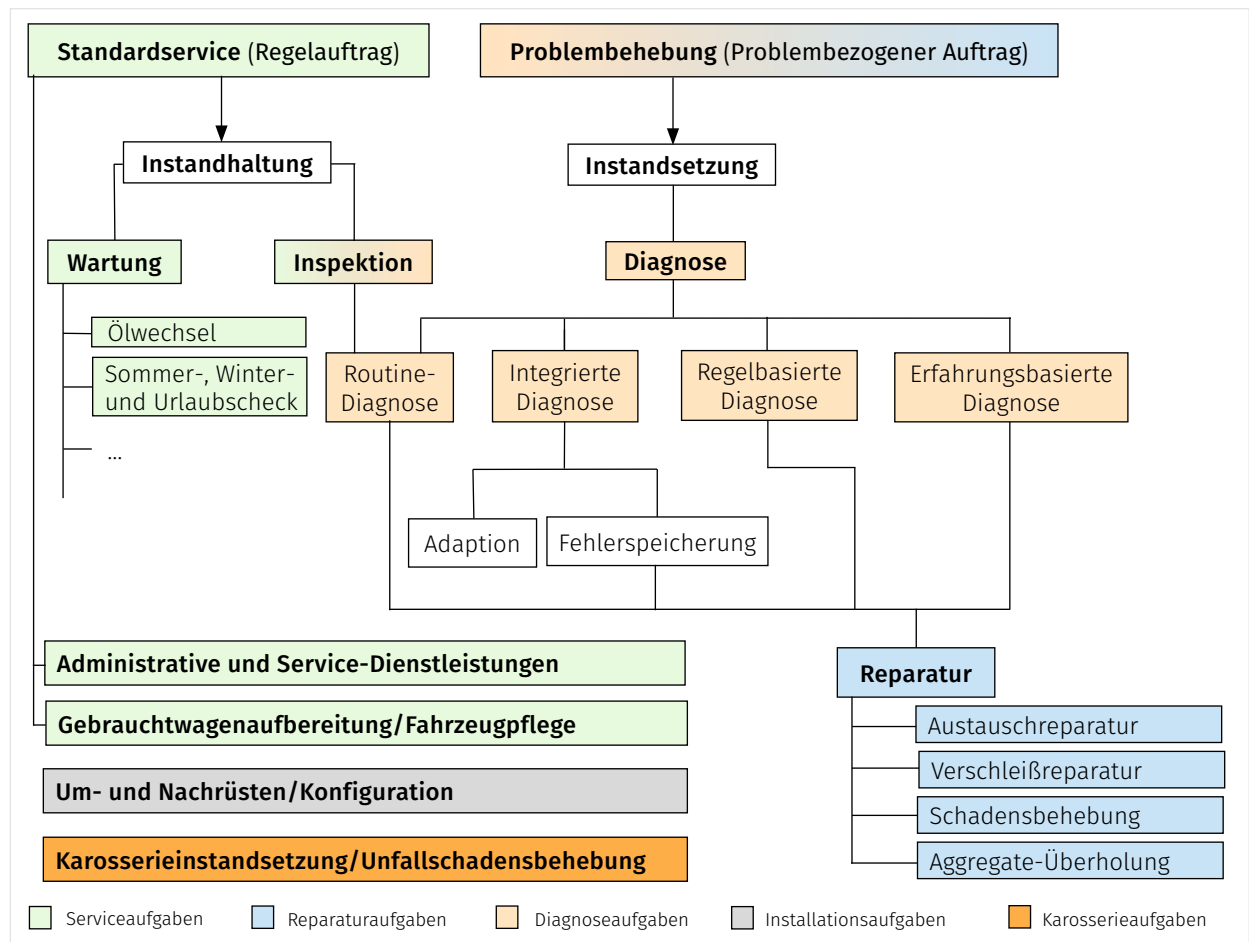 Standardservice (Regelauftrag)
Problembehebung (Problembezogener Auftrag)
Instandhaltung
Instandsetzung
Wartung
Inspektion
Diagnose
Ölwechsel
Sommer-, Winter-
und Urlaubscheck
...
Routine-
Diagnose
Integrierte
Diagnose
Regelbasierte
Diagnose
Erfahrungsbasierte
Diagnose
Adaption
Fehlerspeicherung
Administrative und Service-Dienstleistungen
Gebrauchtwagenaufbereitung/Fahrzeugpflege
Um- und Nachrüsten/Konfiguration
Karosserieinstandsetzung/Unfallschadensbehebung
Reparatur
Austauschreparatur
Verschleißreparatur
Schadensbehebung
Aggregate-Überholung
Serviceaufgaben
Reparaturaufgaben
Diagnoseaufgaben
Installationsaufgaben
Karosserieaufgaben